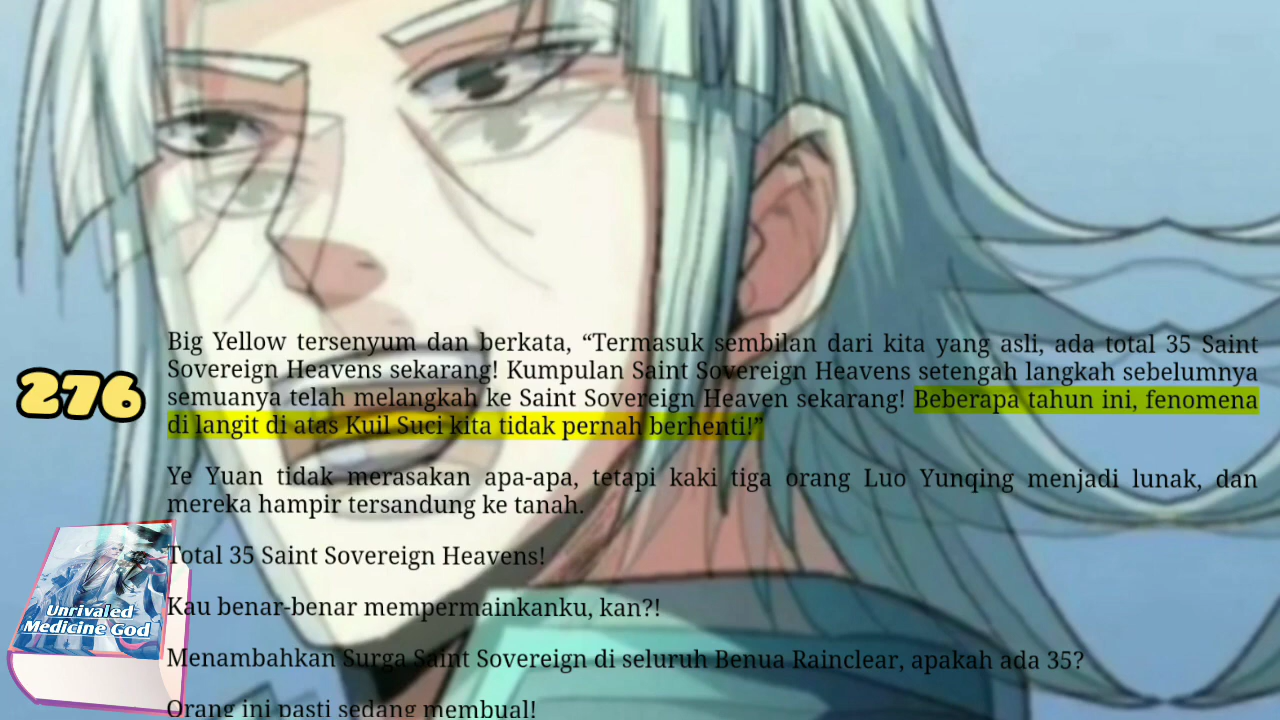 Big Yellow tersenyum dan berkata, “Termasuk sembilan dari kita yang asli, ada total 35 Saint
Sovereign Heavens sekarang! Kumpulan Saint Sovereign Heavens setengah langkah sebelumnya
semuanya telah melangkah ke Saint Sovereign Heaven sekarang! Beberapa tahun ini, fenomena
di langit di atas Kuil Suci kita tidak pernah berhenti!”
276
Ye Yuan tidak merasakan apa-apa, tetapi kaki tiga orang Luo Yunqing menjadi lunak, dan
mereka hampir tersandung ke tanah.
Total 35 Saint Sovereign Heavens!
Kau benar-benar mempermainkanku, kan?!
Unrivaled
Medicine God
Menambahkan Surga Saint Sovereign di seluruh Benua Rainclear, apakah ada 35?
Orang ini pasti sedang membual!